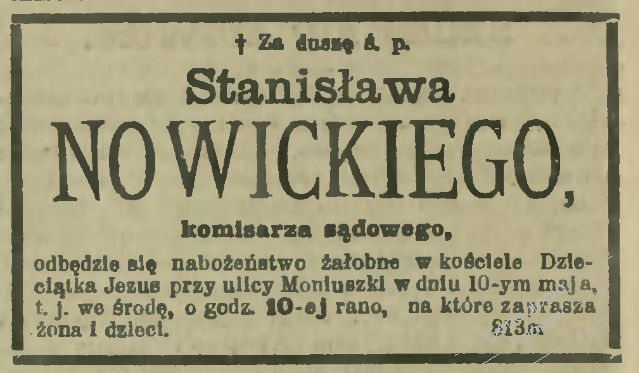 † Za duszę ś. p.
Stanisława
NOWICKIEGO,
komisarza sądowego,
odbędzie się nabożeństwo żałobne w kościele Dzie-
ciątka Jezus przy ulicy Moniuszki w dniu 10-ym maja,
t. j. we środę, o godz. 10-ej rano, na które zaprasza
żona i dzieci. 813m